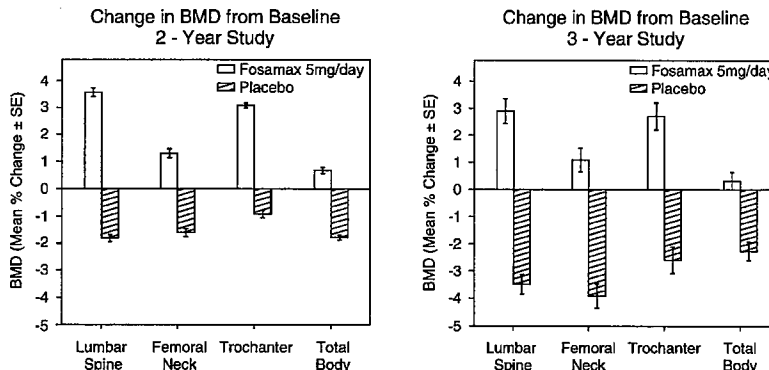 Change in BMD from Baseline
2 - Year Study
Fosamax 5mg/day
Placebo
BMD (Mean % Change ± SE)
4
3
2
1
0
-1
-2
-3
-4
-5
Lumbar Spine
Femoral Neck
Trochanter
Total Body
Change in BMD from Baseline
3 - Year Study
Fosamax 5mg/day
Placebo
BMD (Mean % Change ± SE)
4
3
2
1
0
-1
-2
-3
-4
-5
Lumbar Spine
Femoral Neck
Trochanter
Total Body